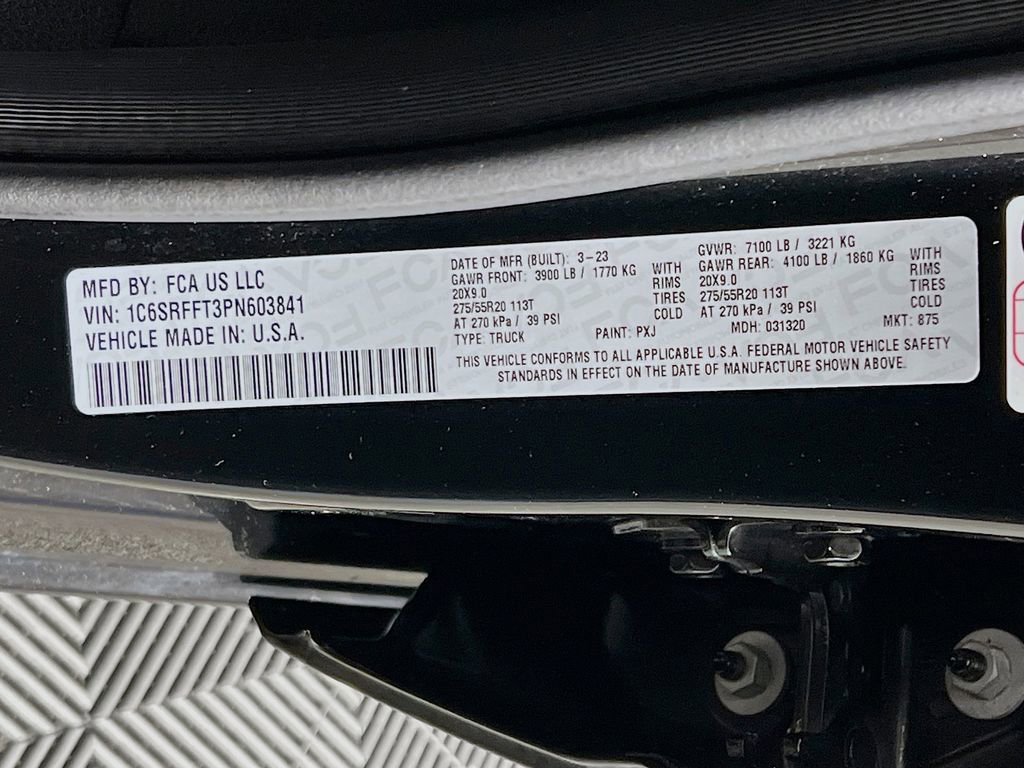 MFD BY: FCA US LLC
VIN: 1C6SRFFT3PN603841
VEHICLE MADE IN: U.S.A.
DATE OF MFR (BUILT): 3-23
GAWR FRONT: 3900 LB / 1770 KG WITH
20X9.0 RIMS
275/55R20 113T TIRES
AT 270 kPa / 39 PSI COLD
TYPE: TRUCK PAINT: PXJ
GVWR: 7100 LB / 3221 KG
GAWR REAR: 4100 LB / 1860 KG WITH
20X9.0 RIMS
275/55R20 113T TIRES
AT 270 kPa / 39 PSI COLD
MDH: 031320 MKT: 875
THIS VEHICLE CONFORMS TO ALL APPLICABLE U.S.A. FEDERAL MOTOR VEHICLE SAFETY
STANDARDS IN EFFECT ON THE DATE OF MANUFACTURE SHOWN ABOVE.